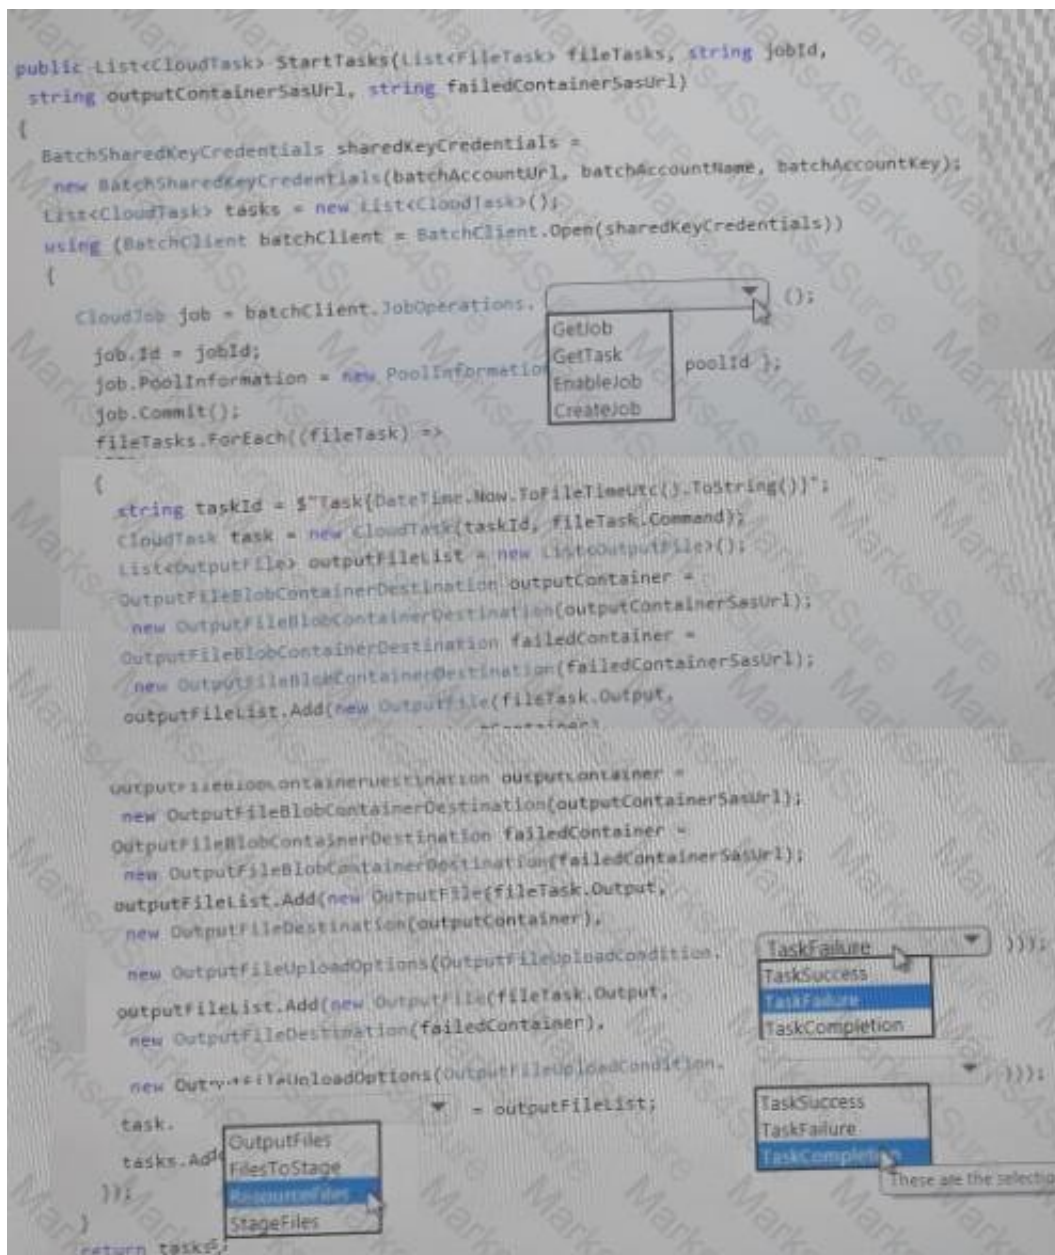 public List<CloudTask> StartTasks(List<FileTask> fileTasks, string jobId,
string outputContainerSasUrl, string failedContainerSasUrl)
{
BatchSharedKeyCredentials sharedKeyCredentials =
new BatchSharedKeyCredentials(batchAccountUrl, batchAccountName, batchAccountKey);
List<CloudTask> tasks = new List<CloudTask>();
using (BatchClient batchClient = BatchClient.Open(sharedKeyCredentials))
{
CloudJob job = batchClient.JobOperations. ();
GetJob
GetTask
EnableJob
CreateJob
job.Id = jobId;
job.PoolInformation = new PoolInformation poolId };
job.Commit();
fileTasks.ForEach((fileTask) =>
{
string taskId = $"Task{DateTime.Now.ToFileTimeUtc().ToString()}";
CloudTask task = new CloudTask(taskId, fileTask.Command);
List<OutputFile> outputFileList = new List<OutputFile>();
OutputFileBlobContainerDestination outputContainer =
new OutputFileBlobContainerDestination(outputContainerSasUrl);
OutputFileBlobContainerDestination failedContainer =
new OutputFileBlobContainerDestination(failedContainerSasUrl);
outputFileList.Add(new OutputFile(fileTask.Output,
OutputFileBlobContainerDestination outputContainer =
new OutputFileBlobContainerDestination(outputContainerSasUrl);
OutputFileBlobContainerDestination failedContainer =
new OutputFileBlobContainerDestination(failedContainerSasUrl);
outputFileList.Add(new OutputFile(fileTask.Output,
new OutputFileDestination(outputContainer),
new OutputFileUploadOptions(OutputFileUploadCondition. TaskFailure )));
TaskSuccess
TaskFailure
TaskCompletion
outputFileList.Add(new OutputFile(fileTask.Output,
new OutputFileDestination(failedContainer),
new OutputFileUploadOptions(OutputFileUploadCondition. )));
TaskSuccess
TaskFailure
TaskCompletion
These are the selectio
task. = outputFileList;
OutputFiles
FilesToStage
ResourceFiles
StageFiles
tasks.Add
});
}
return tasks;
Marks4Sure